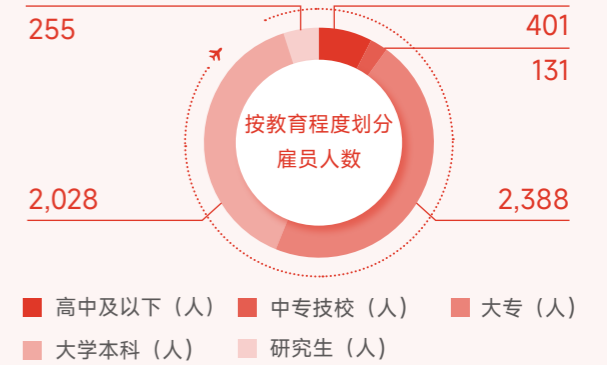 255
401
131
按教育程度划分
雇员人数
2,028
2,388
高中及以下（人）
中专技校（人）
大专（人）
大学本科（人）
研究生（人）